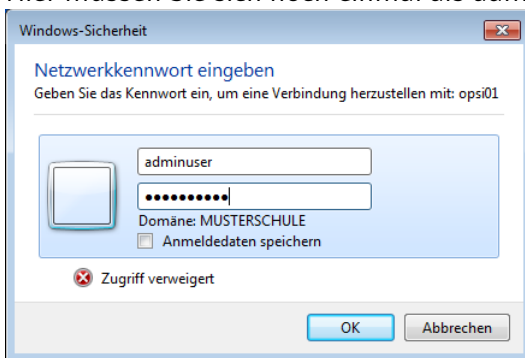 Windows-Sicherheit
Netzwerkkennwort eingeben
Geben Sie das Kennwort ein, um eine Verbindung herzustellen mit: opsi01
adminuser
••••••••••
Domäne: MUSTERSCHULE
Anmeldedaten speichern
Zugriff verweigert
OK
Abbrechen